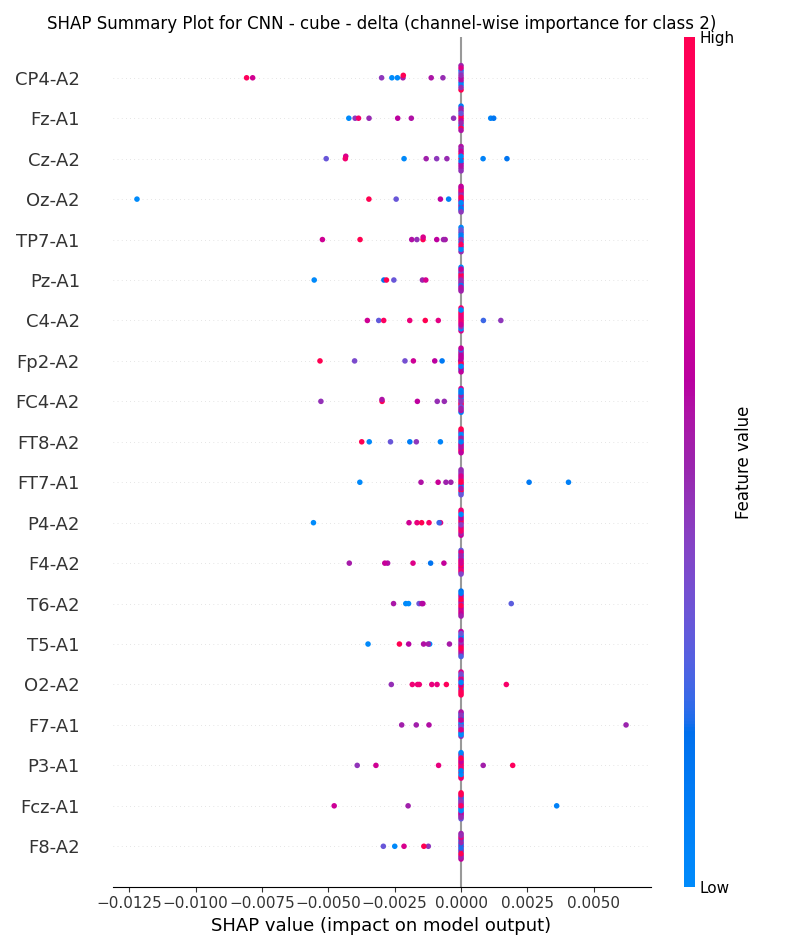 SHAP Summary Plot for CNN - cube - delta (channel-wise importance for class 2)
High
CP4-A2
Fz-A1
Cz-A2
Oz-A2
TP7-A1
Pz-A1
C4-A2
Fp2-A2
FC4-A2
FT8-A2
FT7-A1
P4-A2
F4-A2
T6-A2
T5-A1
O2-A2
F7-A1
P3-A1
Fcz-A1
F8-A2
Feature value
Low
−0.0125 −0.0100 −0.0075 −0.0050 −0.0025 0.0000 0.0025 0.0050
SHAP value (impact on model output)